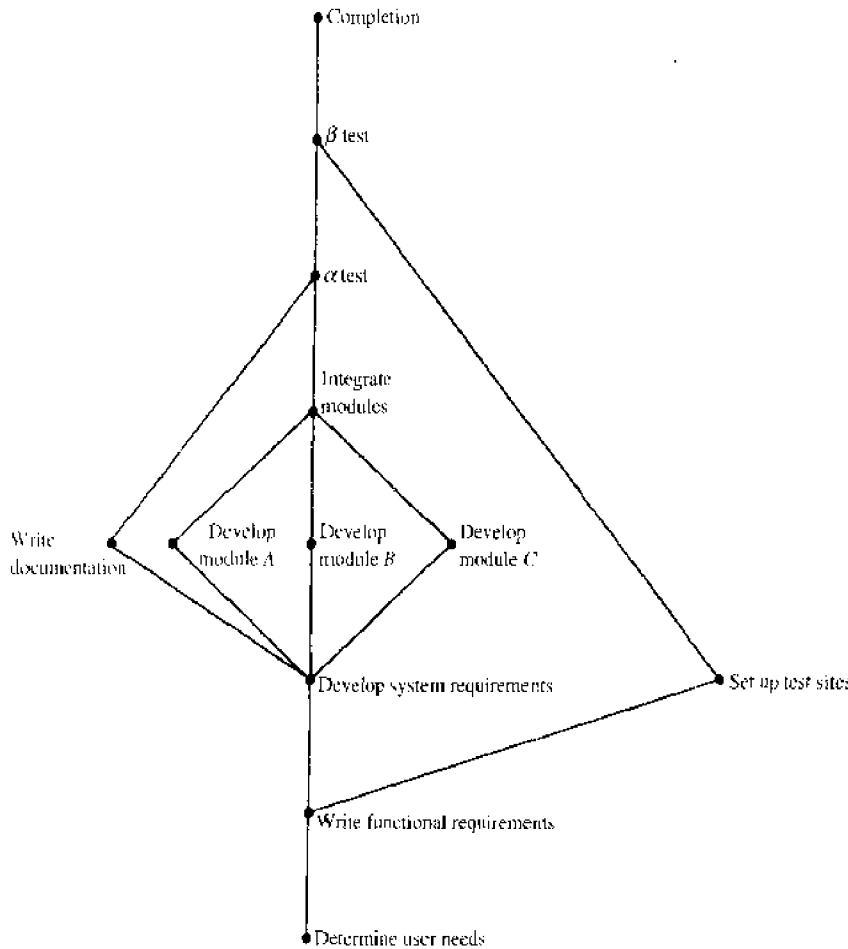 Completion
β test
α test
Integrate
modules
Write
documentation
Develop
module A
Develop
module B
Develop
module C
Develop system requirements
Set up test sites
Write functional requirements
Determine user needs